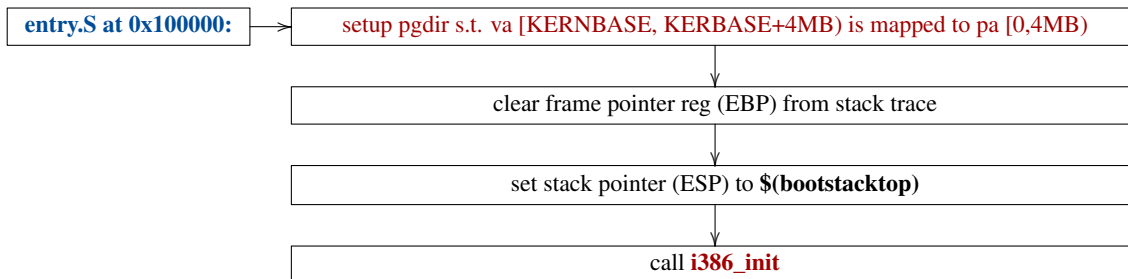 entry.S at 0x100000:
setup pgdir s.t. va [KERNBASE, KERBASE+4MB) is mapped to pa [0,4MB)
clear frame pointer reg (EBP) from stack trace
set stack pointer (ESP) to $(bootstacktop)
call i386_init